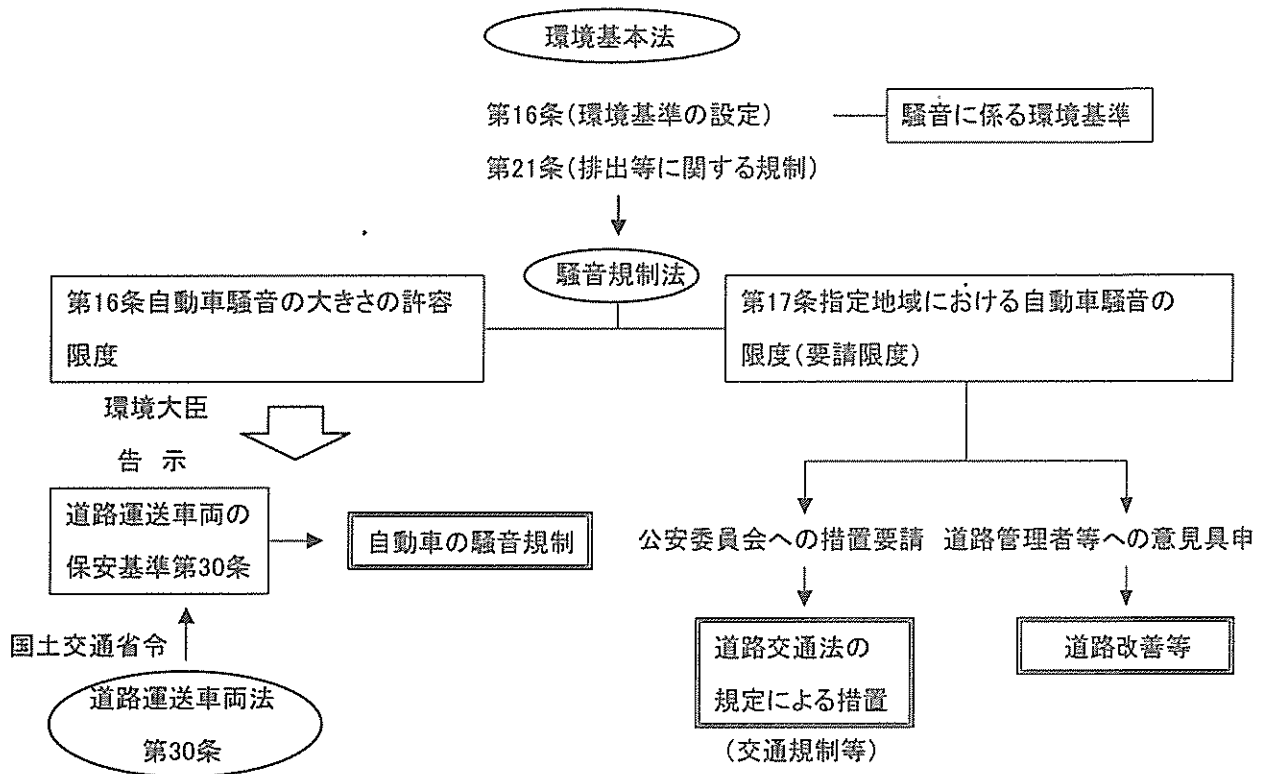 環境基本法
第16条(環境基準の設定)
騒音に係る環境基準
第21条(排出等に関する規制)
騒音規制法
第16条自動車騒音の大きさの許容
限度
第17条指定地域における自動車騒音の
限度(要請限度)
環境大臣
告 示
道路運送車両の
保安基準第30条
自動車の騒音規制
公安委員会への措置要請
道路管理者等への意見具申
国土交通省令
道路運送車両法
第30条
道路交通法の
規定による措置
(交通規制等)
道路改善等